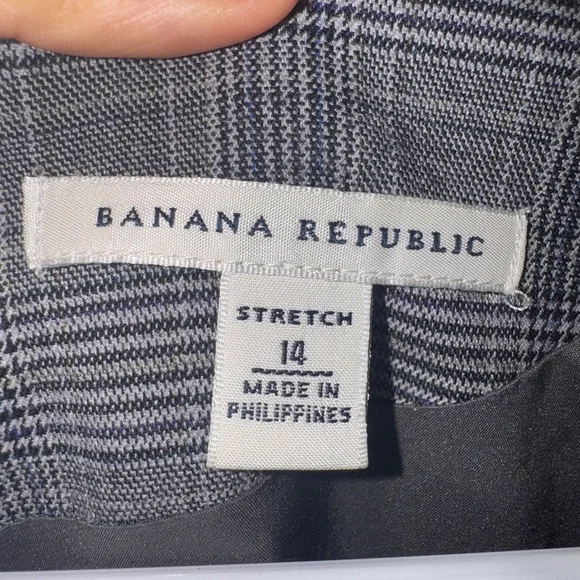 BANANA REPUBLIC
STRETCH
14
MADE IN
PHILIPPINES